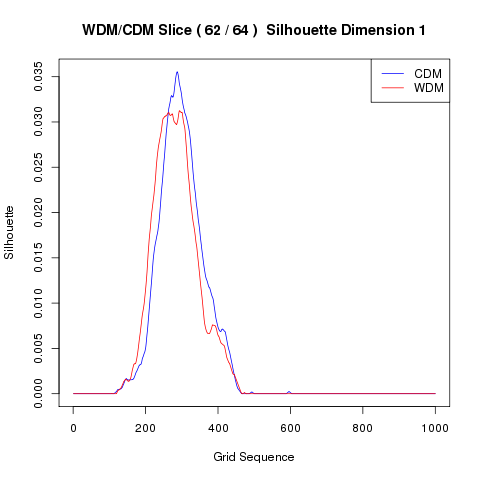 WDM/CDM Slice ( 62 / 64 )  Silhouette Dimension 1
CDM
WDM
Silhouette
0.035
0.030
0.025
0.020
0.015
0.010
0.005
0.000
0 200 400 600 800 1000
Grid Sequence